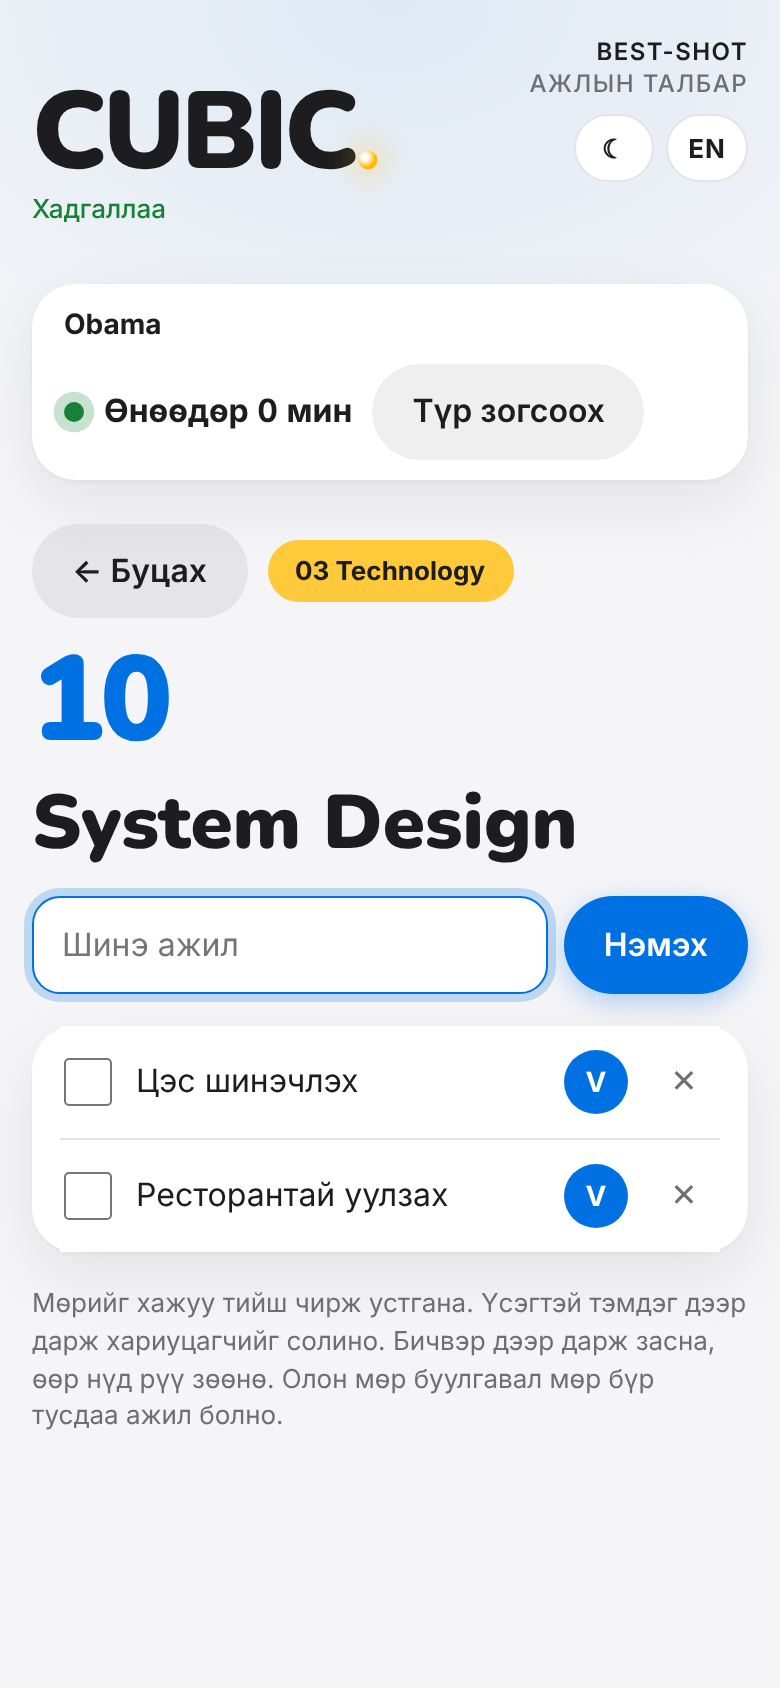 BEST-SHOT
АЖЛЫН ТАЛБАР
CUBIC.
☾ EN
Хадгаллаа
Obama
Өнөөдөр 0 мин Түр зогсоох
← Буцах 03 Technology
10
System Design
Шинэ ажил Нэмэх
Цэс шинэчлэх V ✕
Ресторантай уулзах V ✕
Мөрийг хажуу тийш чирж устгана. Үсэгтэй тэмдэг дээр
дарж хариуцагчийг солино. Бичвэр дээр дарж засна,
өөр нүд рүү зөөнө. Олон мөр буулгавал мөр бүр
тусдаа ажил болно.